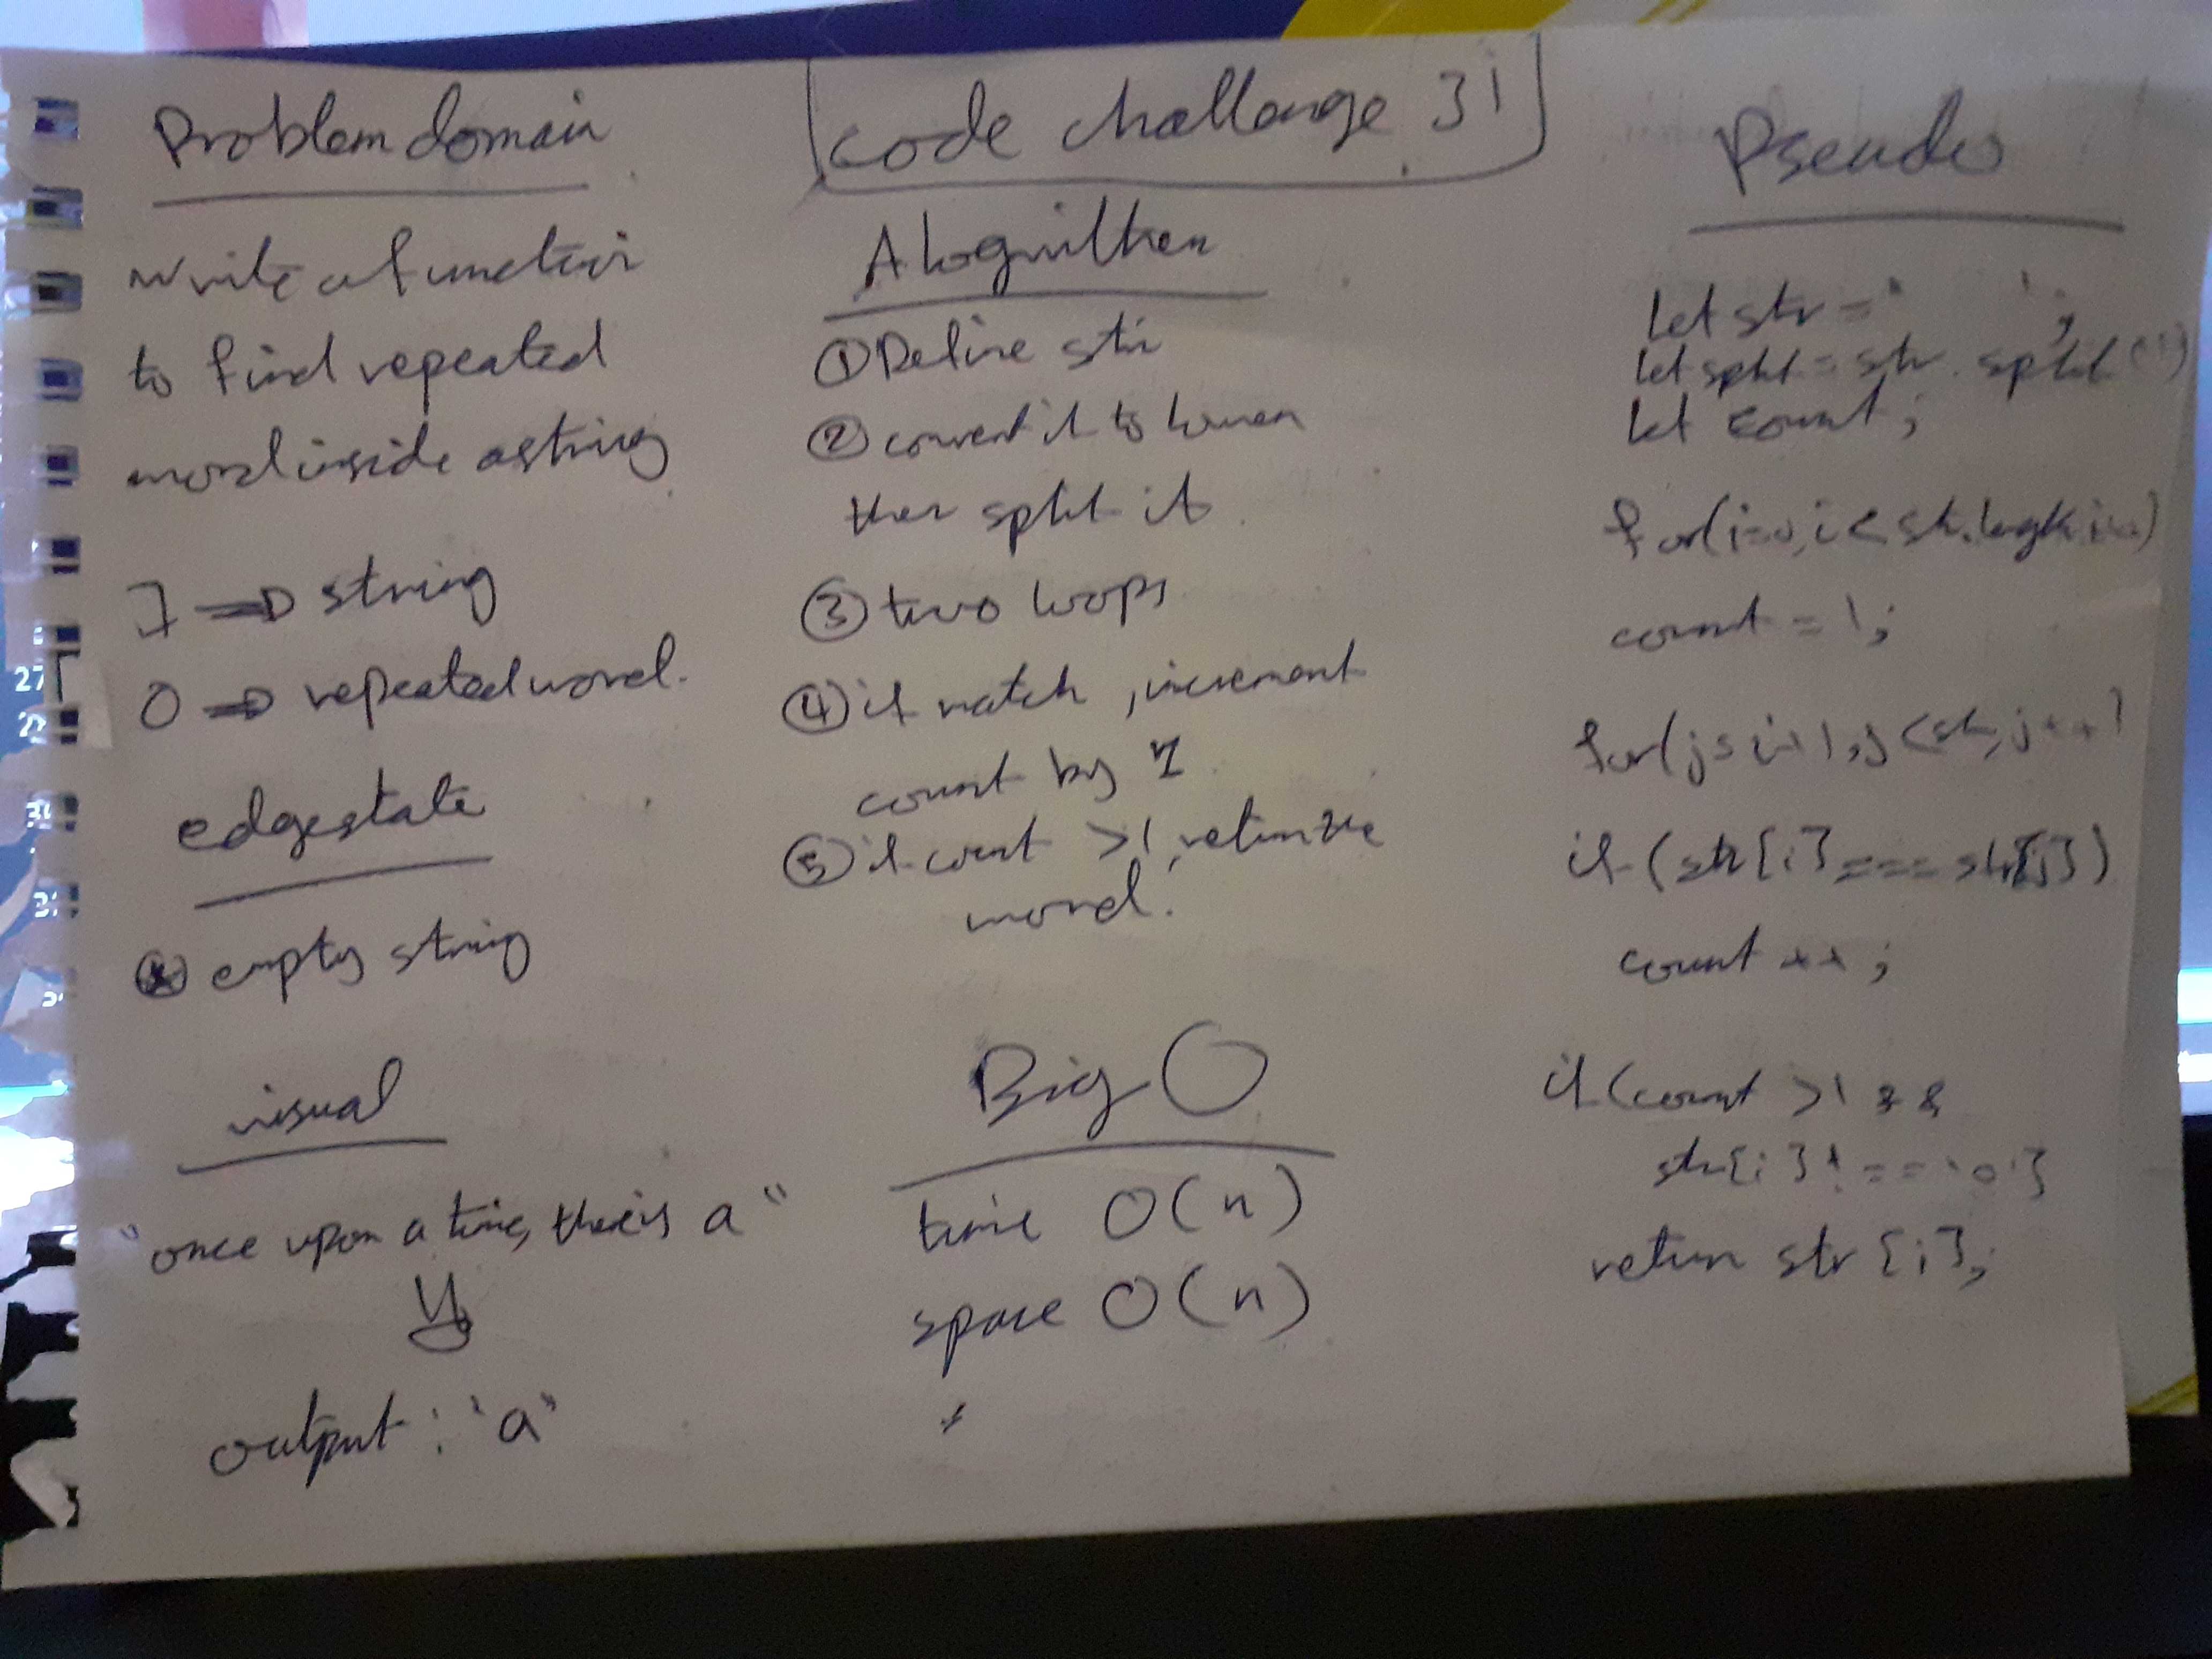 Problem domain
write a function
to find repeated
word inside a string
I => string
O => repeated word.
edge state
* empty string
visual
"once upon a time, there is a"
output : "a"
code challange 31
Alogrithem
① Define str
② convert it to lower
then split it
③ two loops
④ if match, increment
count by 1
⑤ if count >1, return the
word.
Big O
time O(n)
space O(n)
Pseudo
let str = ' ';
let split = str. split(' ')
let count;
for(i=0, i< str.length i++)
count = 1;
for(j=i+1, j<str, j++)
if (str[i] === str[j])
count ++;
if (count >1 &&
str[i] !== '0']
return str [i];
27